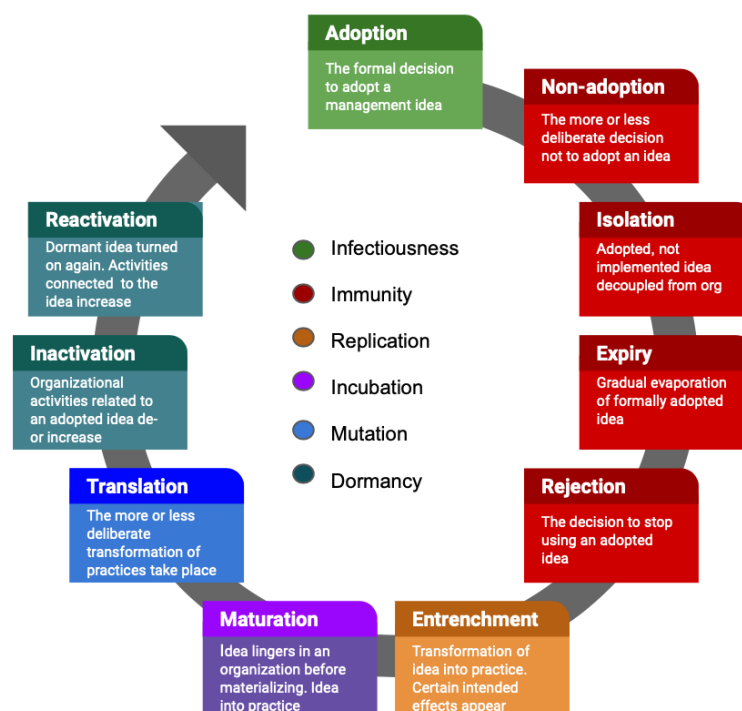 Adoption
The formal decision
to adopt a
management idea
Non-adoption
The more or less
deliberate decision
not to adopt an idea
Isolation
Adopted, not
implemented idea
decoupled from org
Expiry
Gradual evaporation
of formally adopted
idea
Rejection
The decision to stop
using an adopted
idea
Entrenchment
Transformation of
idea into practice.
Certain intended
effects appear
Maturation
Idea lingers in an
organization before
materializing. Idea
into practice
Translation
The more or less
deliberate
transformation of
practices take place
Inactivation
Organizational
activities related to
an adopted idea de-
or increase
Reactivation
Dormant idea turned
on again. Activities
connected to the
idea increase
Infectiousness
Immunity
Replication
Incubation
Mutation
Dormancy